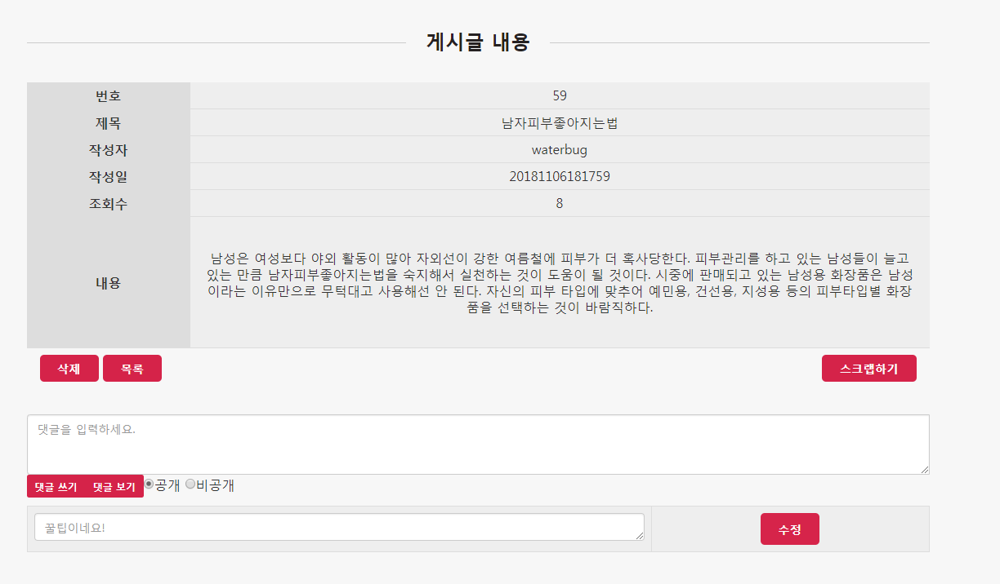 게시글 내용
번호 59
제목 남자피부좋아지는법
작성자 waterbug
작성일 20181106181759
조회수 8
내용
남성은 여성보다 야외 활동이 많아 자외선이 강한 여름철에 피부가 더 혹사당한다. 피부관리를 하고 있는 남성들이 늘고
있는 만큼 남자피부좋아지는법을 숙지해서 실천하는 것이 도움이 될 것이다. 시중에 판매되고 있는 남성용 화장품은 남성
이라는 이유만으로 무턱대고 사용해선 안 된다. 자신의 피부 타입에 맞추어 예민용, 건선용, 지성용 등의 피부타입별 화장
품을 선택하는 것이 바람직하다.
삭제 목록 스크랩하기
댓글을 입력하세요.
댓글 쓰기 댓글 보기 공개 비공개
꿀팁이네요! 수정